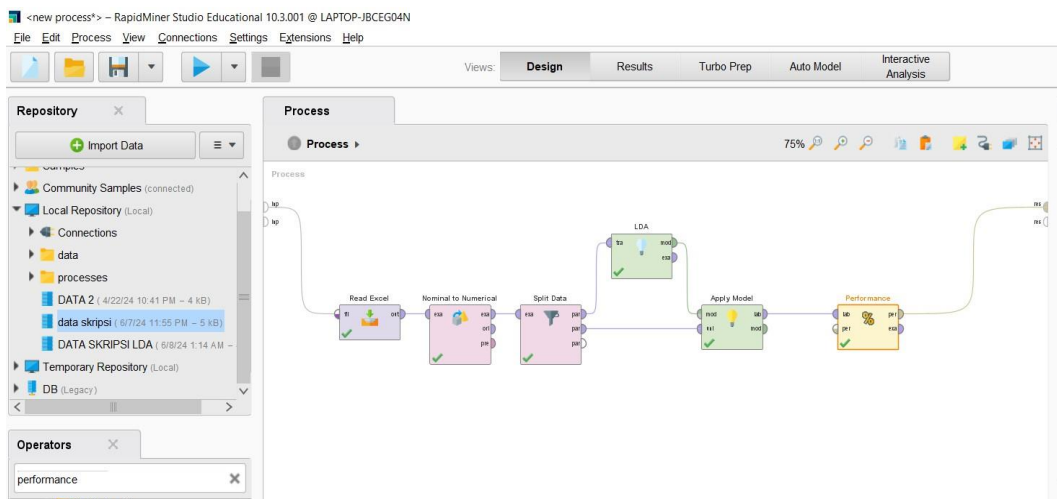 <new process*> – RapidMiner Studio Educational 10.3.001 @ LAPTOP-JBCEG04N
File Edit Process View Connections Settings Extensions Help
Views: Design Results Turbo Prep Auto Model Interactive Analysis
Repository
Import Data
Samples
Community Samples (connected)
Local Repository (Local)
Connections
data
processes
DATA 2 ( 4/22/24 10:41 PM – 4 kB)
data skripsi ( 6/7/24 11:55 PM – 5 kB)
DATA SKRIPSI LDA ( 6/8/24 1:14 AM –
Temporary Repository (Local)
DB (Legacy)
Operators
performance
Process
Process
75%
Process
inp
inp
res
res
Read Excel
fil
out
Nominal to Numerical
exa
exa
ori
pre
Split Data
exa
par
par
par
LDA
tra
mod
exa
Apply Model
mod
lab
unl
mod
Performance
lab
per
per
exa